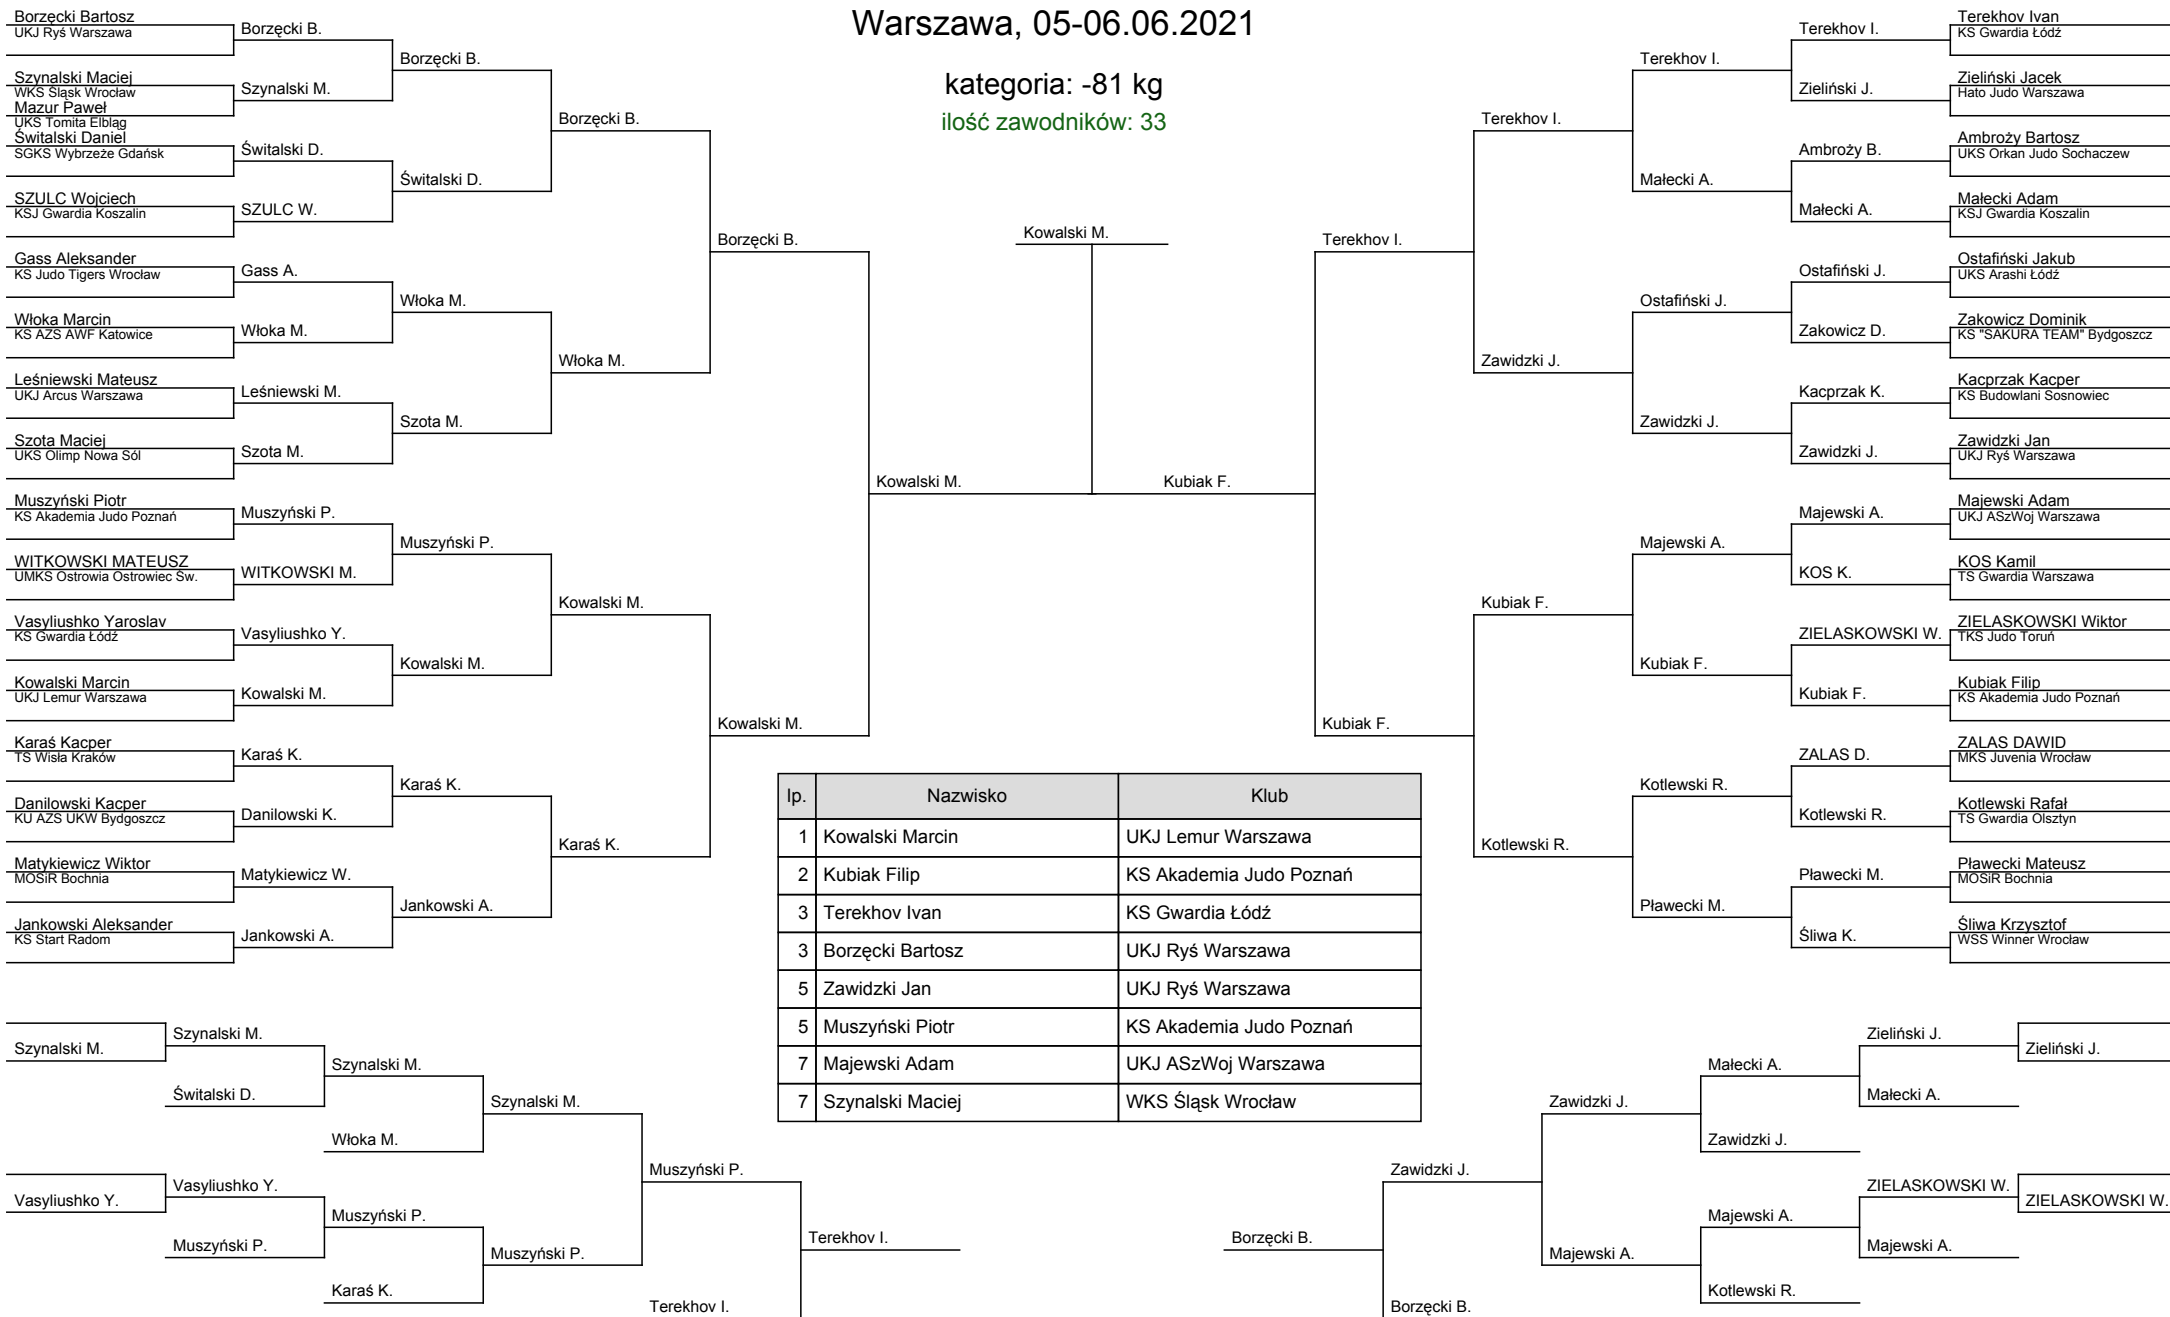 Warszawa, 05-06.06.2021
kategoria: -81 kg
ilość zawodników: 33
Borzęcki Bartosz
UKJ Ryś Warszawa
Szynalski Maciej
WKS Śląsk Wrocław
Mazur Paweł
UKS Tomita Elbląg
Świtalski Daniel
SGKS Wybrzeże Gdańsk
SZULC Wojciech
KSJ Gwardia Koszalin
Gass Aleksander
KS Judo Tigers Wrocław
Włoka Marcin
KS AZS AWF Katowice
Leśniewski Mateusz
UKJ Arcus Warszawa
Szota Maciej
UKS Olimp Nowa Sól
Muszyński Piotr
KS Akademia Judo Poznań
WITKOWSKI MATEUSZ
UMKS Ostrowia Ostrowiec Św.
Vasyliushko Yaroslav
KS Gwardia Łódź
Kowalski Marcin
UKJ Lemur Warszawa
Karaś Kacper
TS Wisła Kraków
Danilowski Kacper
KU AZS UKW Bydgoszcz
Matykiewicz Wiktor
MOSiR Bochnia
Jankowski Aleksander
KS Start Radom
Borzęcki B.
Szynalski M.
Świtalski D.
SZULC W.
Gass A.
Włoka M.
Leśniewski M.
Szota M.
Muszyński P.
WITKOWSKI M.
Vasyliushko Y.
Kowalski M.
Karaś K.
Danilowski K.
Matykiewicz W.
Jankowski A.
Borzęcki B.
Świtalski D.
Włoka M.
Szota M.
Muszyński P.
Kowalski M.
Karaś K.
Jankowski A.
Borzęcki B.
Włoka M.
Kowalski M.
Karaś K.
Borzęcki B.
Kowalski M.
Kowalski M.
Kowalski M.
Kubiak F.
Terekhov I.
Kubiak F.
Terekhov I.
Zawidzki J.
Kubiak F.
Kotlewski R.
Terekhov I.
Małecki A.
Ostafiński J.
Zawidzki J.
Majewski A.
Kubiak F.
Kotlewski R.
Pławecki M.
Terekhov I.
Zieliński J.
Ambroży B.
Małecki A.
Ostafiński J.
Zakowicz D.
Kacprzak K.
Zawidzki J.
Majewski A.
KOS K.
ZIELASKOWSKI W.
Kubiak F.
ZALAS D.
Kotlewski R.
Pławecki M.
Śliwa K.
Terekhov Ivan
KS Gwardia Łódź
Zieliński Jacek
Hato Judo Warszawa
Ambroży Bartosz
UKS Orkan Judo Sochaczew
Małecki Adam
KSJ Gwardia Koszalin
Ostafiński Jakub
UKS Arashi Łódź
Zakowicz Dominik
KS "SAKURA TEAM" Bydgoszcz
Kacprzak Kacper
KS Budowlani Sosnowiec
Zawidzki Jan
UKJ Ryś Warszawa
Majewski Adam
UKJ ASzWoj Warszawa
KOS Kamil
TS Gwardia Warszawa
ZIELASKOWSKI Wiktor
TKS Judo Toruń
Kubiak Filip
KS Akademia Judo Poznań
ZALAS DAWID
MKS Juvenia Wrocław
Kotlewski Rafał
TS Gwardia Olsztyn
Pławecki Mateusz
MOSiR Bochnia
Śliwa Krzysztof
WSS Winner Wrocław
lp. Nazwisko Klub
1 Kowalski Marcin UKJ Lemur Warszawa
2 Kubiak Filip KS Akademia Judo Poznań
3 Terekhov Ivan KS Gwardia Łódź
3 Borzęcki Bartosz UKJ Ryś Warszawa
5 Zawidzki Jan UKJ Ryś Warszawa
5 Muszyński Piotr KS Akademia Judo Poznań
7 Majewski Adam UKJ ASzWoj Warszawa
7 Szynalski Maciej WKS Śląsk Wrocław
Szynalski M.
Vasyliushko Y.
Szynalski M.
Świtalski D.
Vasyliushko Y.
Muszyński P.
Szynalski M.
Włoka M.
Muszyński P.
Karaś K.
Szynalski M.
Muszyński P.
Muszyński P.
Terekhov I.
Terekhov I.
Borzęcki B.
Zawidzki J.
Borzęcki B.
Zawidzki J.
Majewski A.
Małecki A.
Zawidzki J.
Majewski A.
Kotlewski R.
Zieliński J.
Małecki A.
ZIELASKOWSKI W.
Majewski A.
Zieliński J.
ZIELASKOWSKI W.